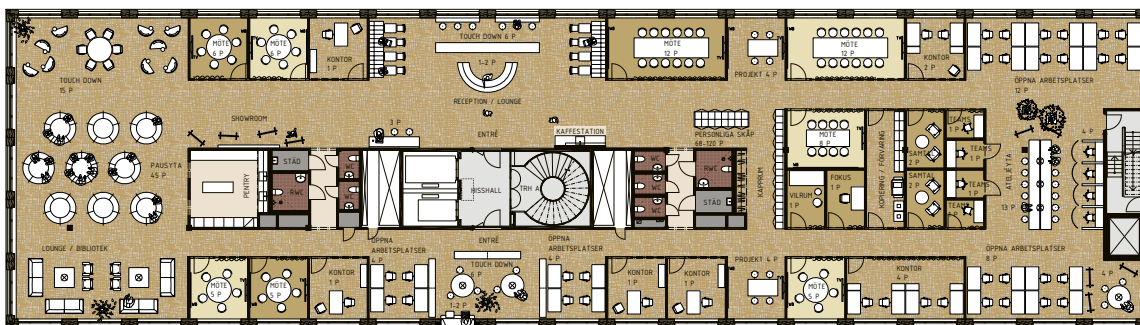 MÖTE
6 P
MÖTE
6 P
KONTOR
1 P
TOUCH DOWN 6 P
1-2 P
RECEPTION / LOUNGE
MÖTE
12 P
PROJEKT 4 P
MÖTE
12 P
KONTOR
2 P
ÖPPNA ARBETSPLATSER
12 P
TOUCH DOWN
15 P
SHOWROOM
3 P
ENTRÉ
KAFFESTATION
PERSONLIGA SKÅP
68-120 P
MÖTE
8 P
KOPIERING / FÖRVARING
SAMTAL
2 P
TEAMS
1 P
TEAMS
1 P
4 P
PAUSYTA
45 P
PENTRY
STÄD
RWC
WC
WC
HISSHALL
TRH A
WC
WC
WC
RWC
STÄD
KAPPRUM
VILRUM
1 P
FOKUS
1 P
SAMTAL
2 P
TEAMS
1 P
TEAMS
ATELJÉYTA
13 P
LOUNGE / BIBLIOTEK
ÖPPNA
ARBETSPLATSER
4 P
ENTRÉ
ÖPPNA
ARBETSPLATSER
4 P
ÖPPNA ARBETSPLATSER
8 P
MÖTE
5 P
MÖTE
5 P
KONTOR
1 P
TOUCH DOWN
6 P
1-2 P
KONTOR
1 P
KONTOR
1 P
PROJEKT 4 P
MÖTE
5 P
KONTOR
4 P
4 P